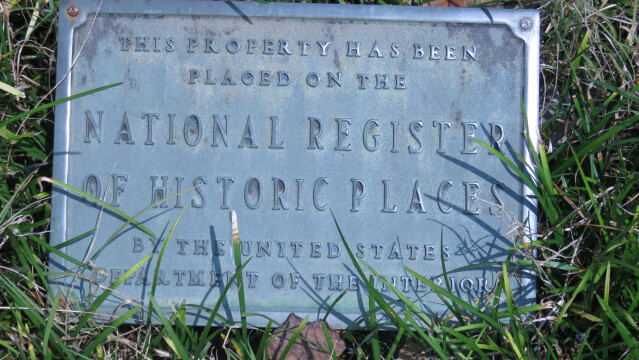 THIS PROPERTY HAS BEEN
PLACED ON THE
NATIONAL REGISTER
OF HISTORIC PLACES
BY THE UNITED STATES
DEPARTMENT OF THE INTERIOR